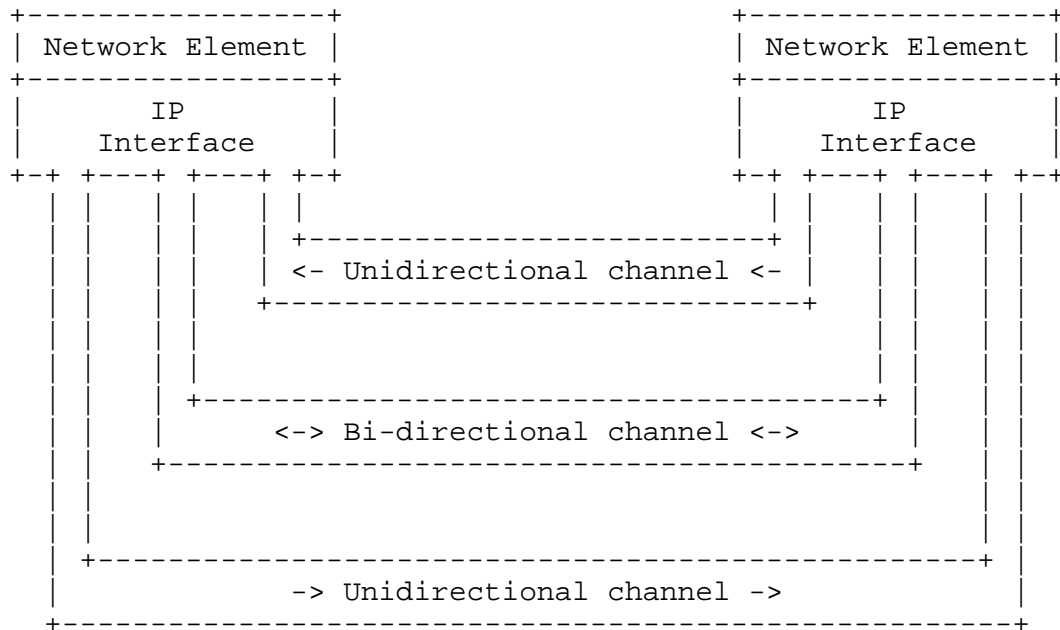 Network Element Network Element
IP IP
Interface Interface
<- Unidirectional channel <-
<-> Bi-directional channel <->
-> Unidirectional channel ->